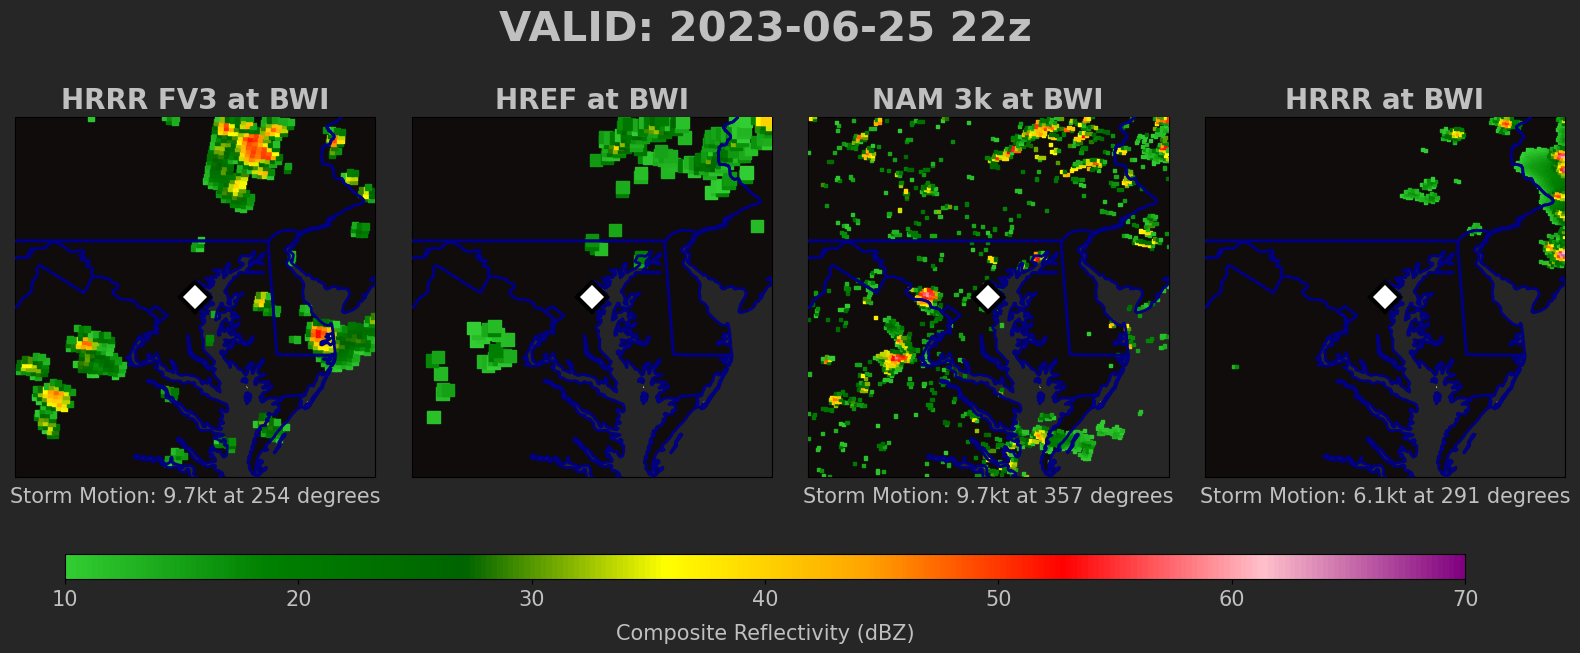 VALID: 2023-06-25 22z
HRRR FV3 at BWI
HREF at BWI
NAM 3k at BWI
HRRR at BWI
Storm Motion: 9.7kt at 254 degrees
Storm Motion: 9.7kt at 357 degrees
Storm Motion: 6.1kt at 291 degrees
10 20 30 40 50 60 70
Composite Reflectivity (dBZ)